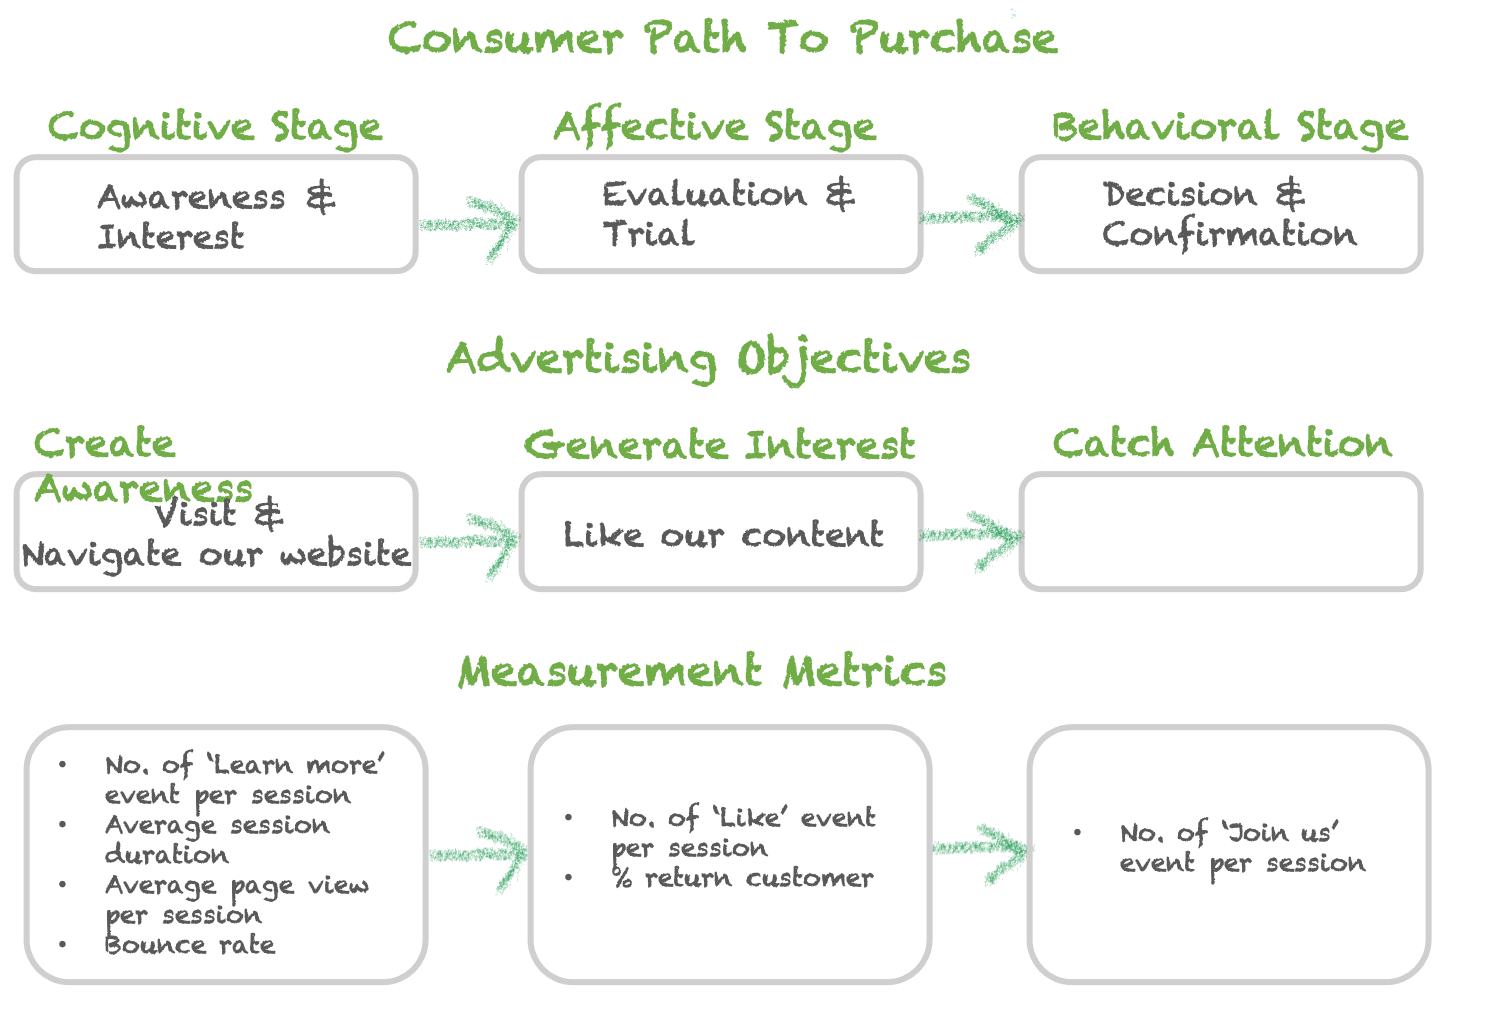 Consumer Path To Purchase
Cognitive Stage
Affective Stage
Behavioral Stage
Awareness &
Interest
Evaluation &
Trial
Decision &
Confirmation
Advertising Objectives
Create
Awareness
Generate Interest
Catch Attention
Visit &
Navigate our website
Like our content
Measurement Metrics
• No. of ‘Learn more’
event per session
• Average session
duration
• Average page view
per session
• Bounce rate
• No. of ‘Like’ event
per session
• % return customer
• No. of ‘Join us’
event per session